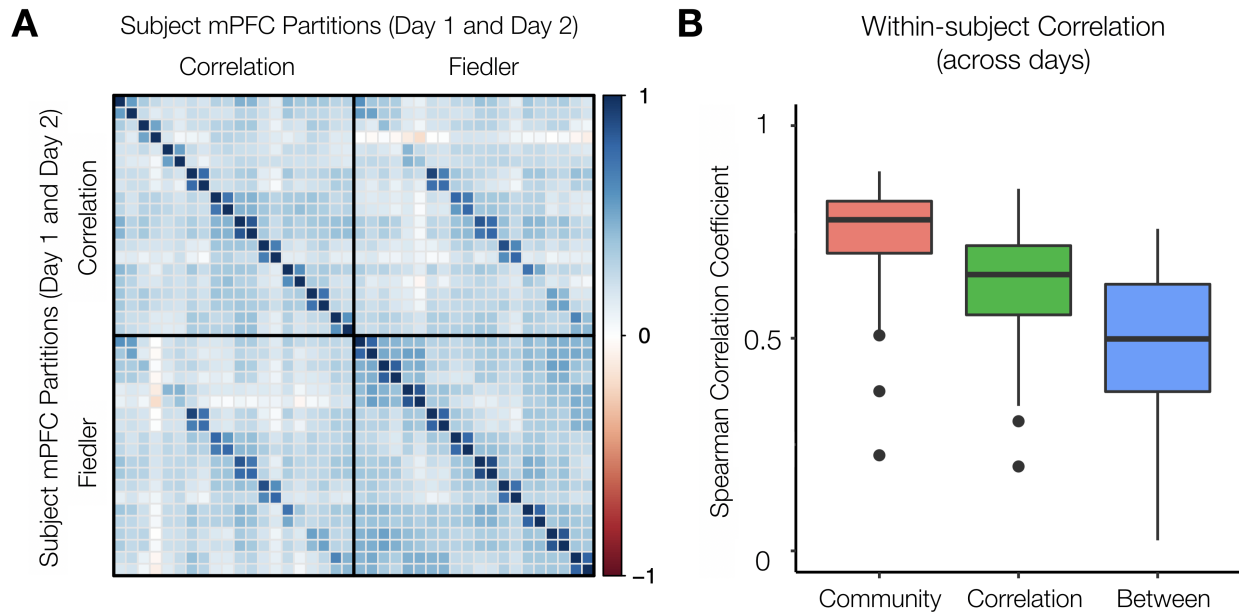 A
Subject mPFC Partitions (Day 1 and Day 2)
Correlation
Fiedler
Subject mPFC Partitions (Day 1 and Day 2)
Correlation
Fiedler
1
0
−1
B
Within-subject Correlation
(across days)
Spearman Correlation Coefficient
1
0.5
0
Community
Correlation
Between